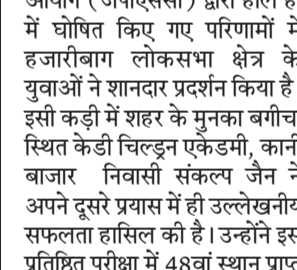 आयोग (जेपीएससी) द्वारा हाल ही
में घोषित किए गए परिणामों में
हजारीबाग लोकसभा क्षेत्र के
युवाओं ने शानदार प्रदर्शन किया है
इसी कड़ी में शहर के मुनका बगीच
स्थित केडी चिल्ड्रन एकेडमी, कानी
बाजार निवासी संकल्प जैन ने
अपने दूसरे प्रयास में ही उल्लेखनीय
सफलता हासिल की है। उन्होंने इस
प्रतिष्ठित परीक्षा में 48वां स्थान प्राप्त